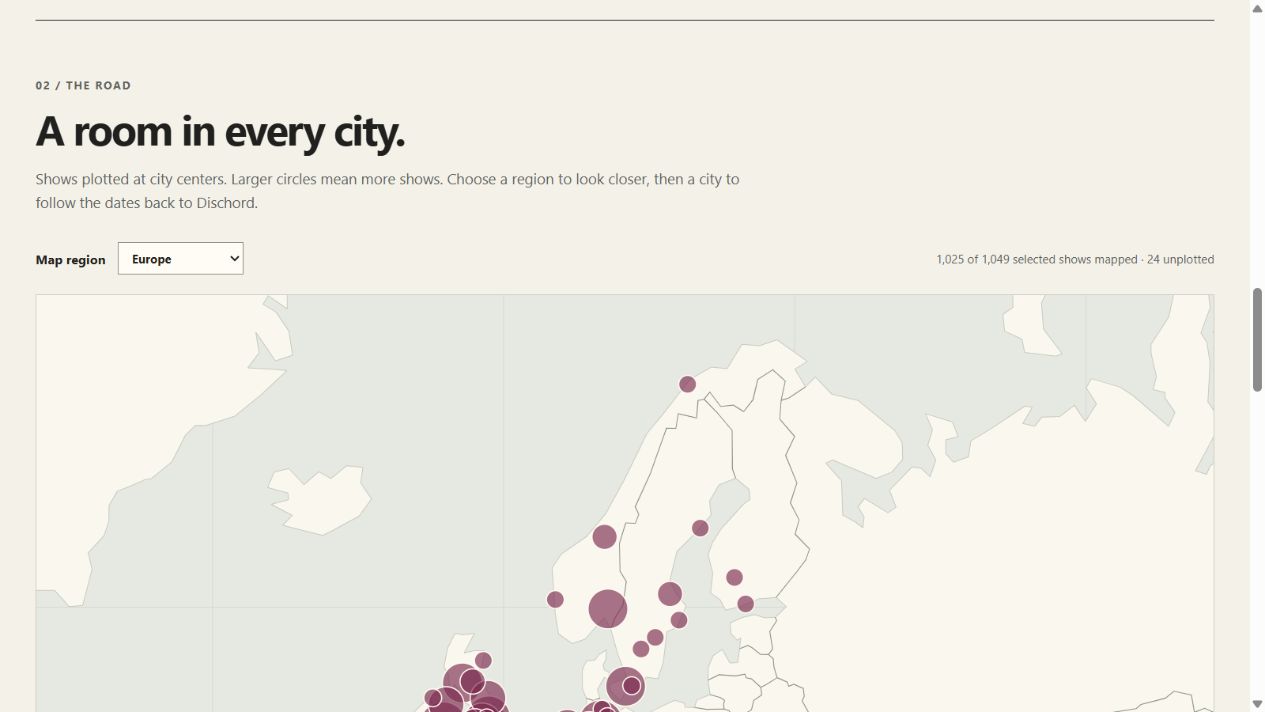 02 / THE ROAD
A room in every city.
Shows plotted at city centers. Larger circles mean more shows. Choose a region to look closer, then a city to
follow the dates back to Dischord.
Map region
Europe
1,025 of 1,049 selected shows mapped · 24 unplotted